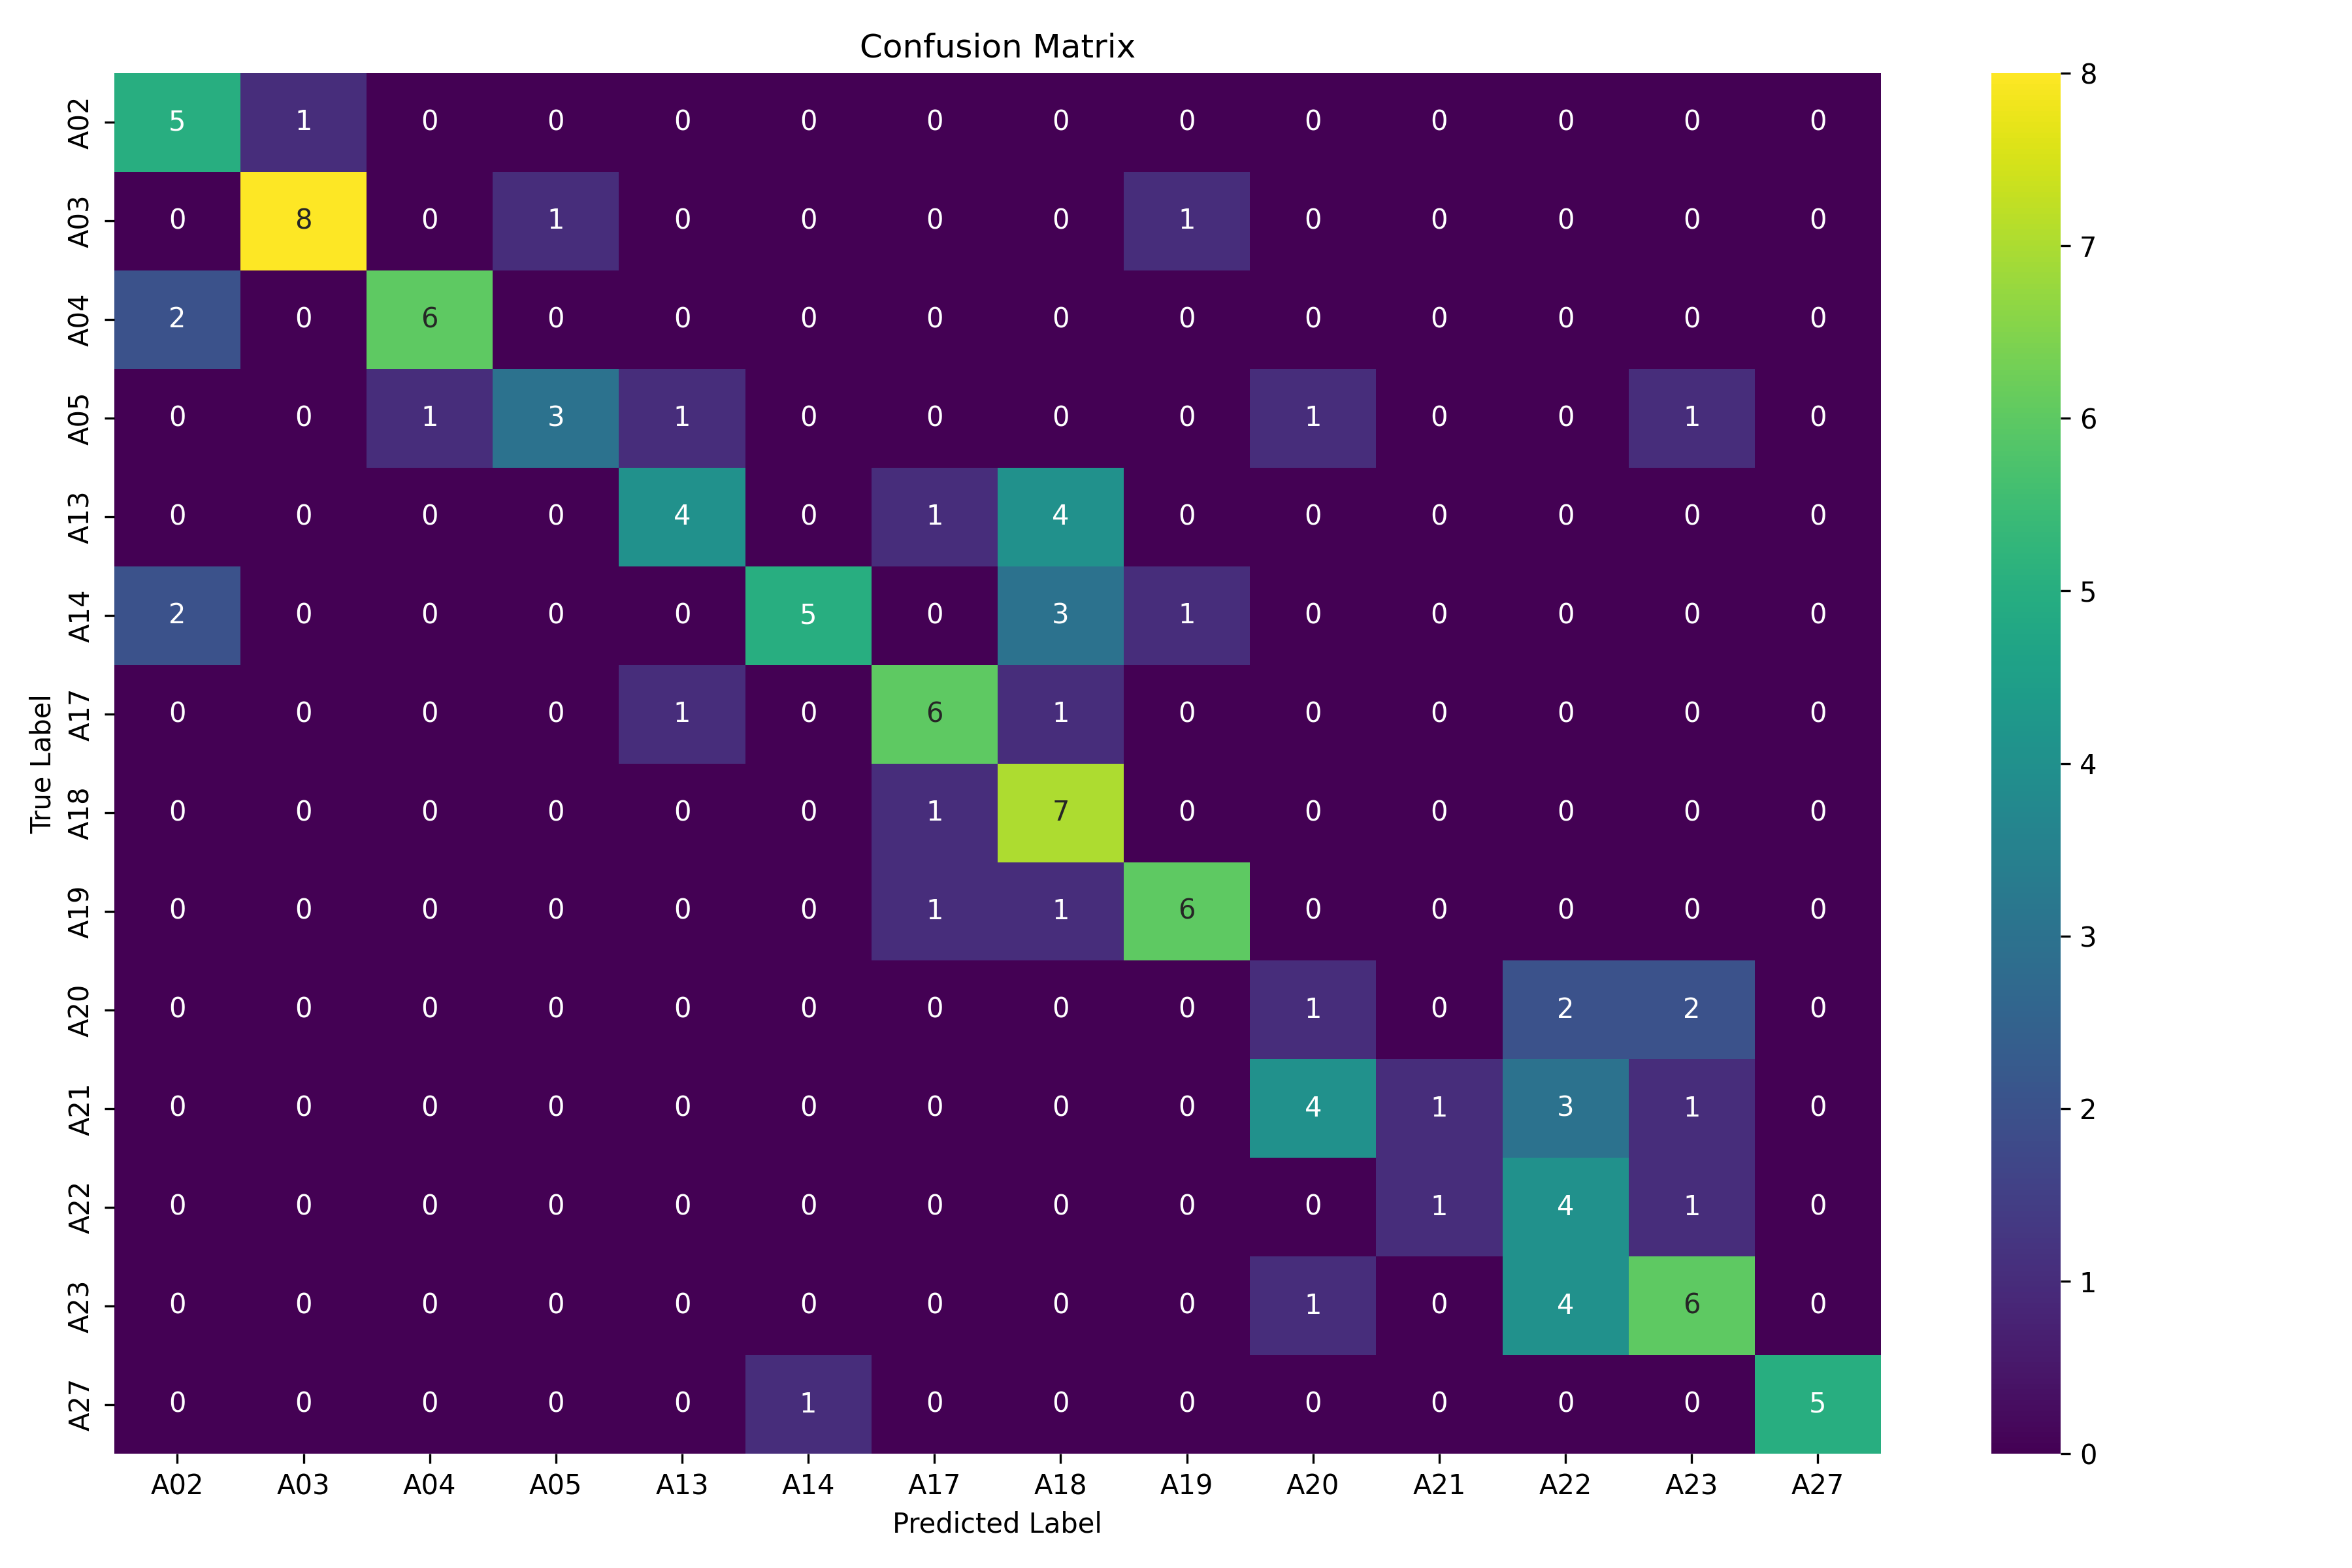 Confusion Matrix
A02 5 1 0 0 0 0 0 0 0 0 0 0 0 0
A03 0 8 0 1 0 0 0 0 1 0 0 0 0 0
A04 2 0 6 0 0 0 0 0 0 0 0 0 0 0
A05 0 0 1 3 1 0 0 0 0 1 0 0 1 0
A13 0 0 0 0 4 0 1 4 0 0 0 0 0 0
A14 2 0 0 0 0 5 0 3 1 0 0 0 0 0
A17 0 0 0 0 1 0 6 1 0 0 0 0 0 0
A18 0 0 0 0 0 0 1 7 0 0 0 0 0 0
A19 0 0 0 0 0 0 1 1 6 0 0 0 0 0
A20 0 0 0 0 0 0 0 0 0 1 0 2 2 0
A21 0 0 0 0 0 0 0 0 0 4 1 3 1 0
A22 0 0 0 0 0 0 0 0 0 0 1 4 1 0
A23 0 0 0 0 0 0 0 0 0 1 0 4 6 0
A27 0 0 0 0 0 1 0 0 0 0 0 0 0 5
A02 A03 A04 A05 A13 A14 A17 A18 A19 A20 A21 A22 A23 A27
Predicted Label
True Label
8
7
6
5
4
3
2
1
0